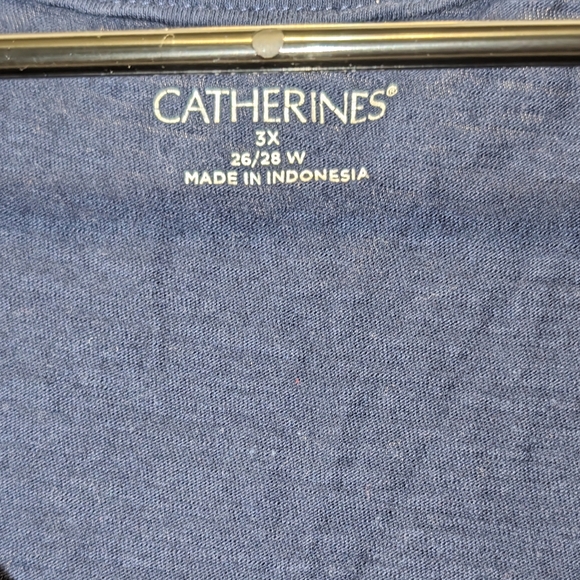 CATHERINES®
3X
26/28 W
MADE IN INDONESIA